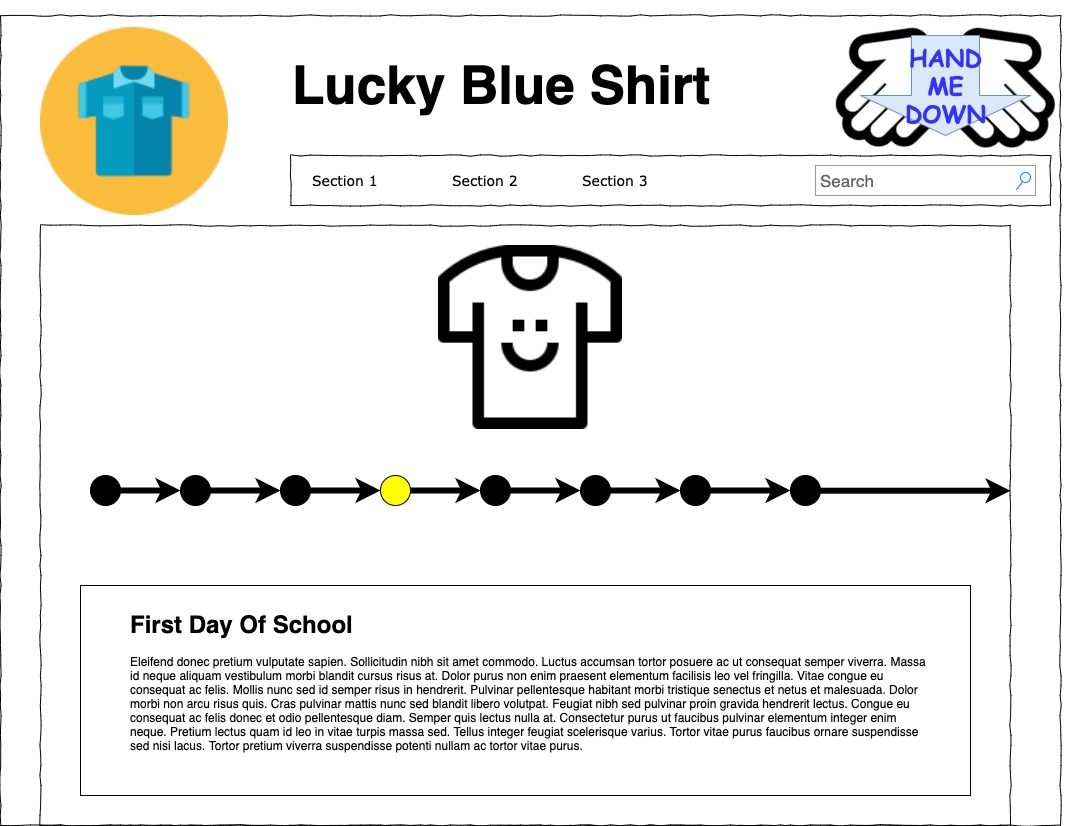 Lucky Blue Shirt
HAND
ME
DOWN
Section 1
Section 2
Section 3
Search
First Day Of School
Eleifend donec pretium vulputate sapien. Sollicitudin nibh sit amet commodo. Luctus accumsan tortor posuere ac ut consequat semper viverra. Massa
id neque aliquam vestibulum morbi blandit cursus risus at. Dolor purus non enim praesent elementum facilisis leo vel fringilla. Vitae congue eu
consequat ac felis. Mollis nunc sed id semper risus in hendrerit. Pulvinar pellentesque habitant morbi tristique senectus et netus et malesuada. Dolor
morbi non arcu risus quis. Cras pulvinar mattis nunc sed blandit libero volutpat. Feugiat nibh sed pulvinar proin gravida hendrerit lectus. Congue eu
consequat ac felis donec et odio pellentesque diam. Semper quis lectus nulla at. Consectetur purus ut faucibus pulvinar elementum integer enim
neque. Pretium lectus quam id leo in vitae turpis massa sed. Tellus integer feugiat scelerisque varius. Tortor vitae purus faucibus ornare suspendisse
sed nisi lacus. Tortor pretium viverra suspendisse potenti nullam ac tortor vitae purus.